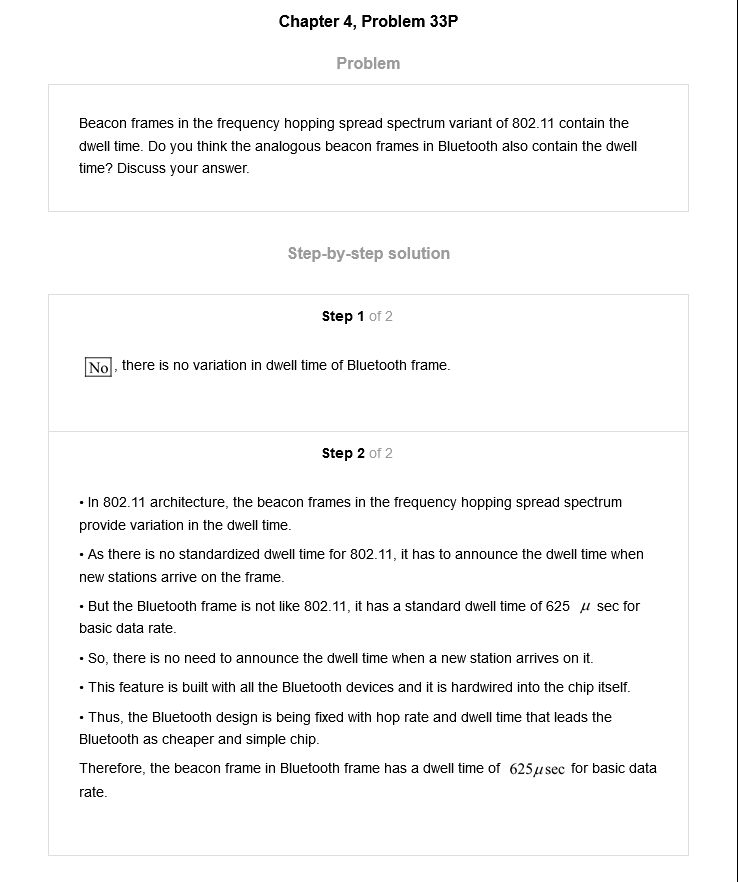 Chapter 4, Problem 33P
Problem
Beacon frames in the frequency hopping spread spectrum variant of 802.11 contain the
dwell time. Do you think the analogous beacon frames in Bluetooth also contain the dwell
time? Discuss your answer.
Step-by-step solution
Step 1 of 2
No, there is no variation in dwell time of Bluetooth frame.
Step 2 of 2
• In 802.11 architecture, the beacon frames in the frequency hopping spread spectrum
provide variation in the dwell time.
• As there is no standardized dwell time for 802.11, it has to announce the dwell time when
new stations arrive on the frame.
• But the Bluetooth frame is not like 802.11, it has a standard dwell time of 625 μ sec for
basic data rate.
• So, there is no need to announce the dwell time when a new station arrives on it.
• This feature is built with all the Bluetooth devices and it is hardwired into the chip itself.
• Thus, the Bluetooth design is being fixed with hop rate and dwell time that leads the
Bluetooth as cheaper and simple chip.
Therefore, the beacon frame in Bluetooth frame has a dwell time of 625μsec for basic data
rate.